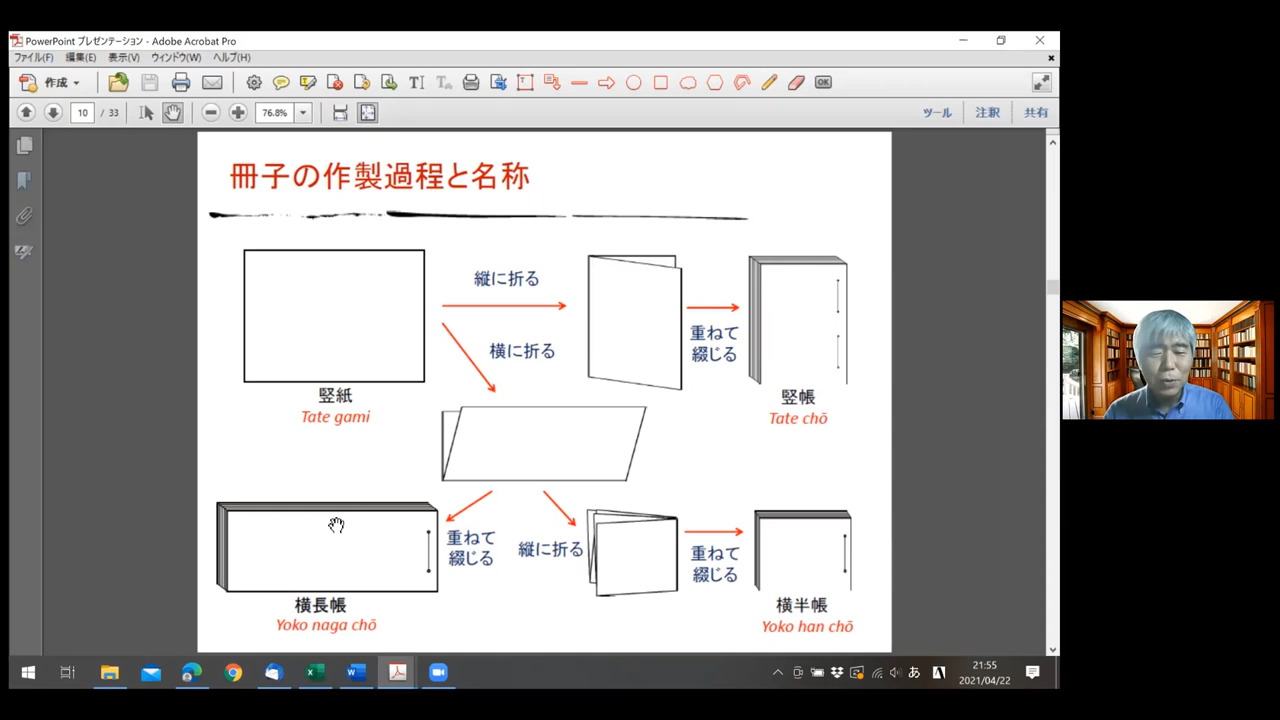 PowerPoint プレゼンテーション - Adobe Acrobat Pro
ファイル(F) 編集(E) 表示(V) ウィンドウ(W) ヘルプ(H)
作成
OK
10 / 33
76.8%
ツール 注釈 共有
冊子の作製過程と名称
縦に折る
横に折る
重ねて
綴じる
竪紙
Tate gami
竪帳
Tate chō
重ねて
綴じる
縦に折る
重ねて
綴じる
横長帳
Yoko naga chō
横半帳
Yoko han chō
あ
21:55
2021/04/22